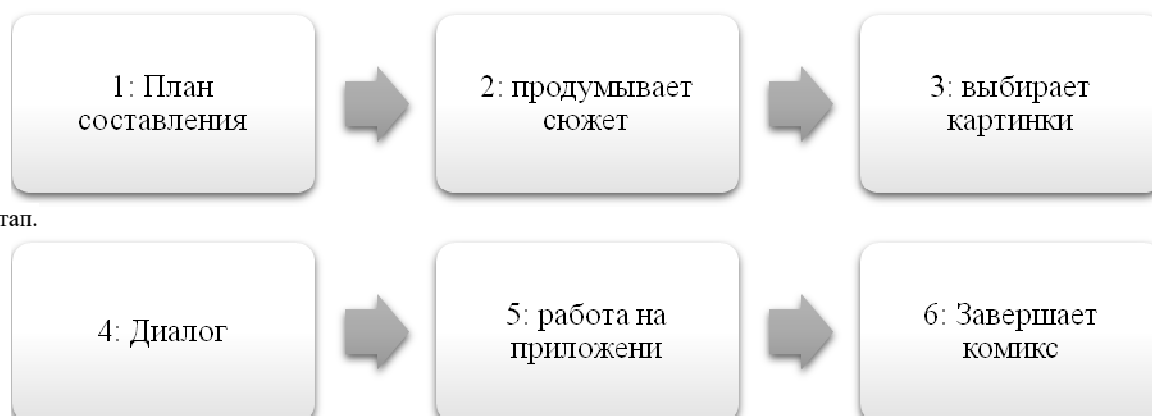 1: План
составления
2: продумывает
сюжет
3: выбирает
картинки
тап.
4: Диалог
5: работа на
приложени
6: Завершает
комикс